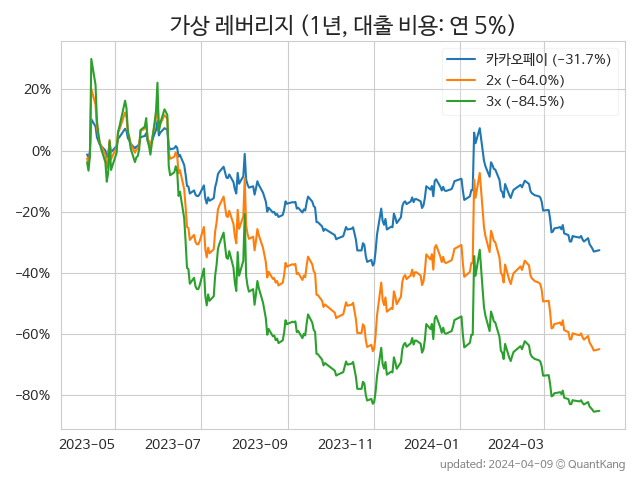 가상 레버리지 (1년, 대출 비용: 연 5%)
카카오페이 (−31.7%)
2x (−64.0%)
3x (−84.5%)
20%
0%
−20%
−40%
−60%
−80%
2023-05 2023-07 2023-09 2023-11 2024-01 2024-03
updated: 2024-04-09 © QuantKang